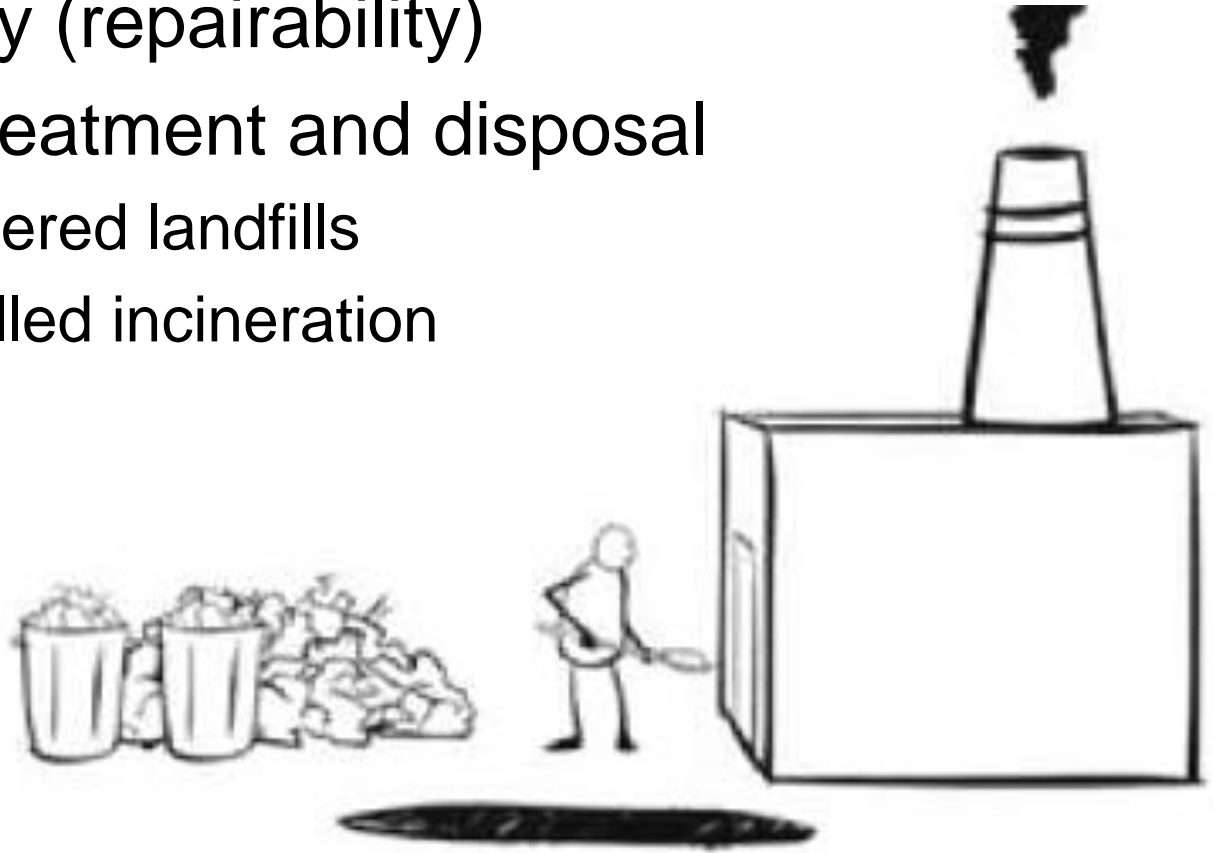 y (repairability)
eatment and disposal
ered landfills
lled incineration